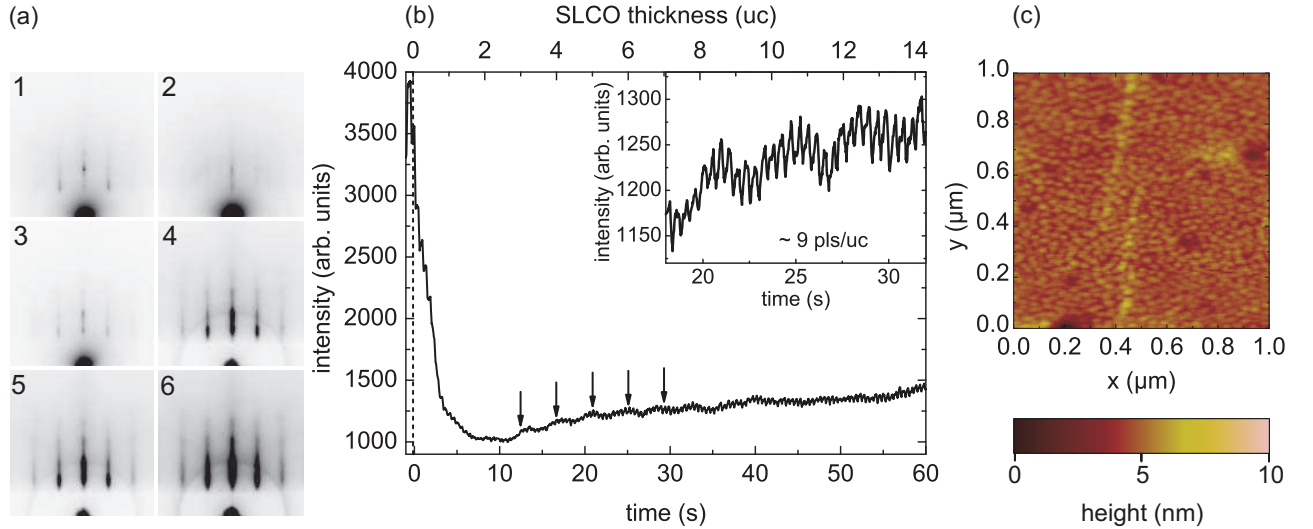 (a)
1
2
3
4
5
6
(b)
SLCO thickness (uc)
0 2 4 6 8 10 12 14
intensity (arb. units)
4000
3500
3000
2500
2000
1500
1000
0 10 20 30 40 50 60
time (s)
intensity (arb. units)
1300
1250
1200
1150
~ 9 pls/uc
20 25 30
time (s)
(c)
y (µm)
1.0
0.8
0.6
0.4
0.2
0.0
0.0 0.2 0.4 0.6 0.8 1.0
x (µm)
0 5 10
height (nm)